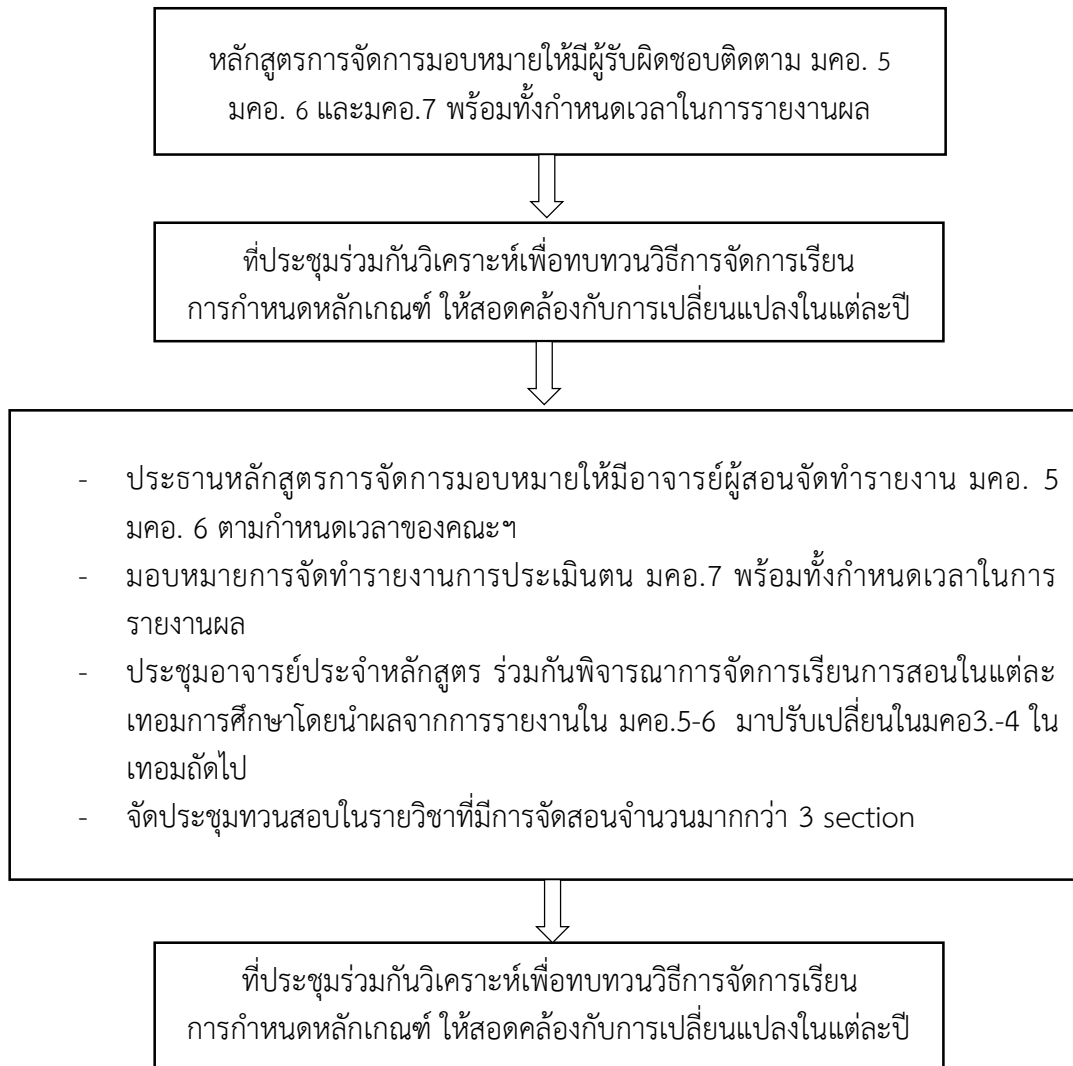 หลักสูตรการจัดการมอบหมายให้มีผู้รับผิดชอบติดตาม มคอ. 5
มคอ. 6 และมคอ.7 พร้อมทั้งกำหนดเวลาในการรายงานผล
ที่ประชุมร่วมกันวิเคราะห์เพื่อทบทวนวิธีการจัดการเรียน
การกำหนดหลักเกณฑ์ ให้สอดคล้องกับการเปลี่ยนแปลงในแต่ละปี
- ประธานหลักสูตรการจัดการมอบหมายให้มีอาจารย์ผู้สอนจัดทำรายงาน มคอ. 5
มคอ. 6 ตามกำหนดเวลาของคณะฯ
- มอบหมายการจัดทำรายงานการประเมินตน มคอ.7 พร้อมทั้งกำหนดเวลาในการ
รายงานผล
- ประชุมอาจารย์ประจำหลักสูตร ร่วมกันพิจารณาการจัดการเรียนการสอนในแต่ละ
เทอมการศึกษาโดยนำผลจากการรายงานใน มคอ.5-6 มาปรับเปลี่ยนในมคอ3.-4 ใน
เทอมถัดไป
- จัดประชุมทวนสอบในรายวิชาที่มีการจัดสอนจำนวนมากกว่า 3 section
ที่ประชุมร่วมกันวิเคราะห์เพื่อทบทวนวิธีการจัดการเรียน
การกำหนดหลักเกณฑ์ ให้สอดคล้องกับการเปลี่ยนแปลงในแต่ละปี